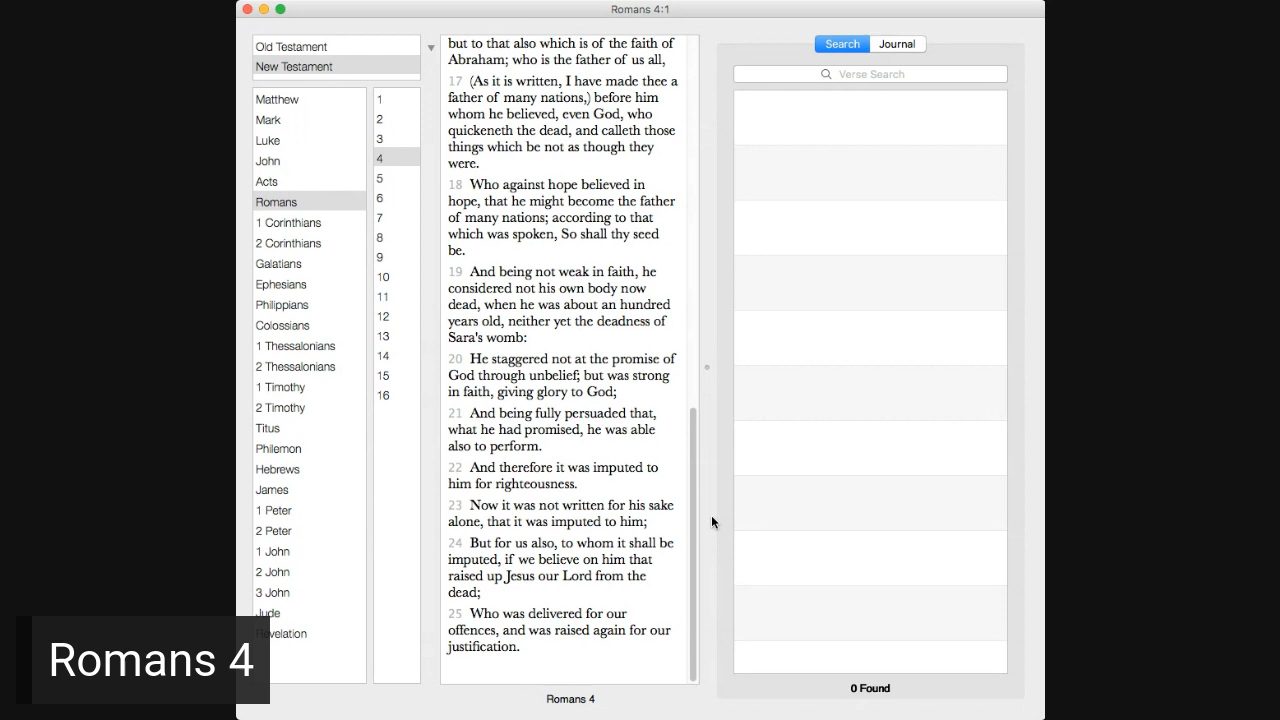 Romans 4:1
Old Testament
New Testament
Matthew
Mark
Luke
John
Acts
Romans
1 Corinthians
2 Corinthians
Galatians
Ephesians
Philippians
Colossians
1 Thessalonians
2 Thessalonians
1 Timothy
2 Timothy
Titus
Philemon
Hebrews
James
1 Peter
2 Peter
1 John
2 John
3 John
Jude
Revelation
1
2
3
4
5
6
7
8
9
10
11
12
13
14
15
16
but to that also which is of the faith of
Abraham; who is the father of us all,
17 (As it is written, I have made thee a
father of many nations,) before him
whom he believed, even God, who
quickeneth the dead, and calleth those
things which be not as though they
were.
18 Who against hope believed in
hope, that he might become the father
of many nations; according to that
which was spoken, So shall thy seed
be.
19 And being not weak in faith, he
considered not his own body now
dead, when he was about an hundred
years old, neither yet the deadness of
Sara's womb:
20 He staggered not at the promise of
God through unbelief; but was strong
in faith, giving glory to God;
21 And being fully persuaded that,
what he had promised, he was able
also to perform.
22 And therefore it was imputed to
him for righteousness.
23 Now it was not written for his sake
alone, that it was imputed to him;
24 But for us also, to whom it shall be
imputed, if we believe on him that
raised up Jesus our Lord from the
dead;
25 Who was delivered for our
offences, and was raised again for our
justification.
Romans 4
Search Journal
Verse Search
0 Found
Romans 4